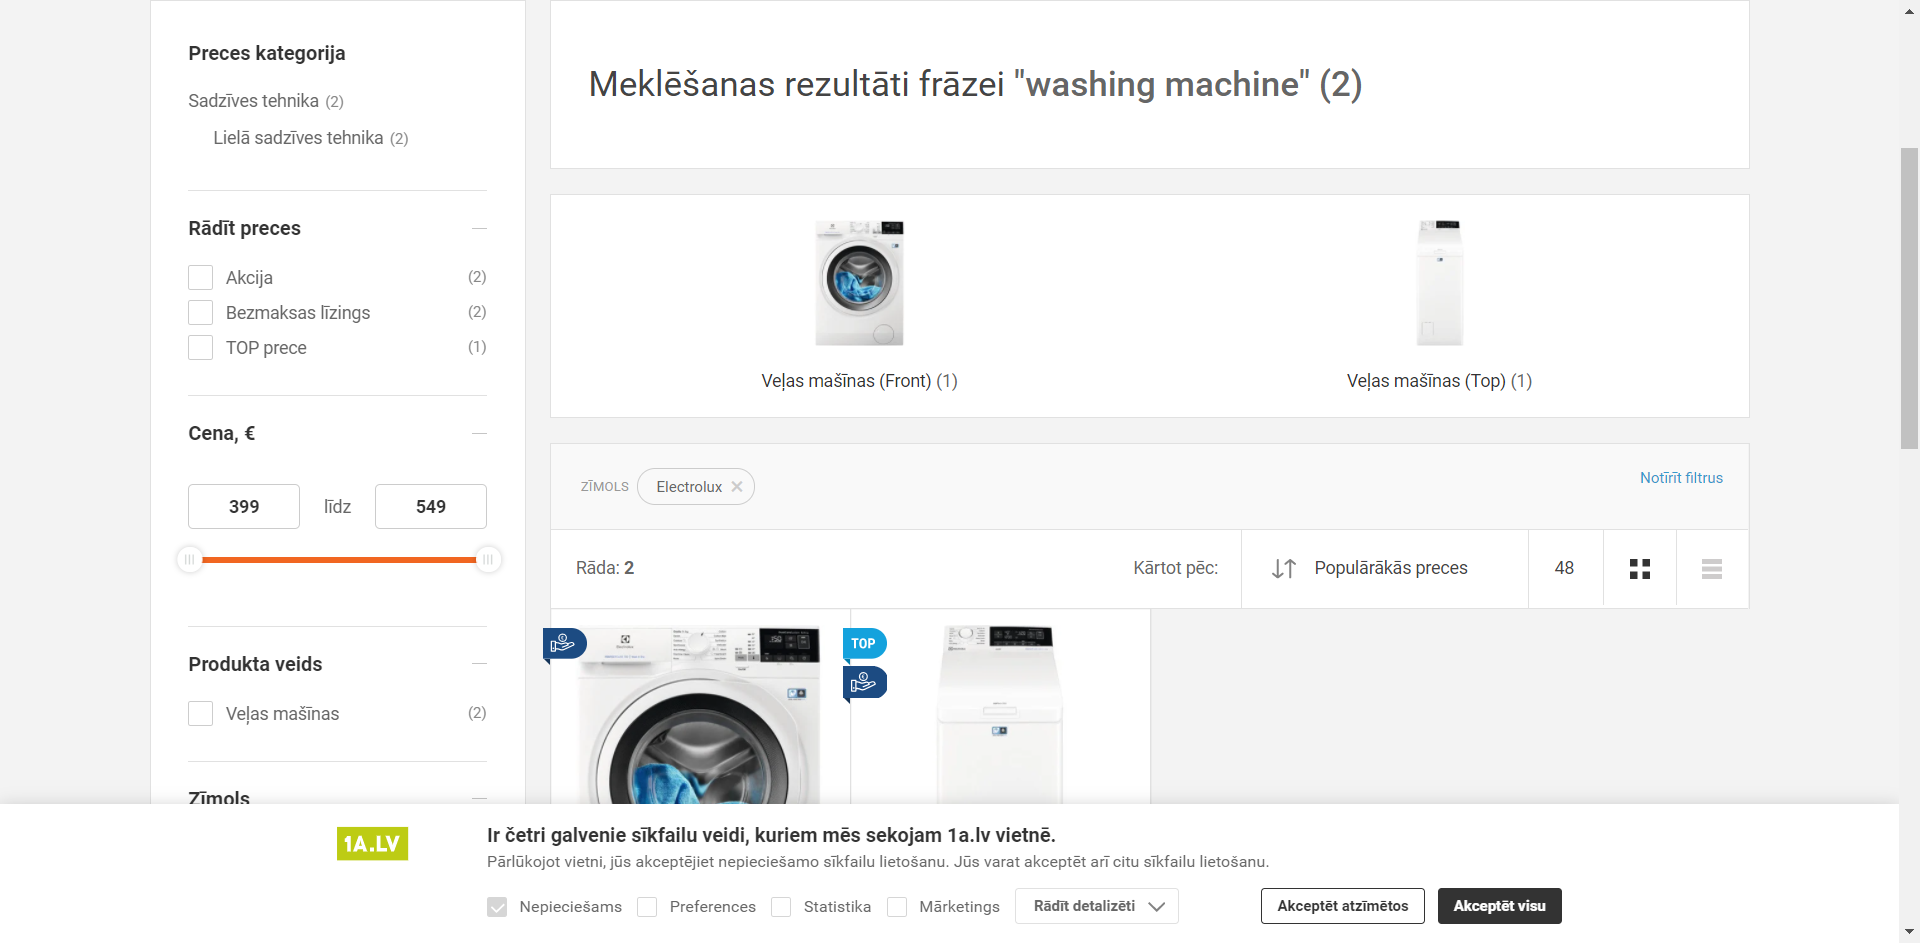 Preces kategorija
Sadzīves tehnika (2)
Lielā sadzīves tehnika (2)
Rādīt preces
Akcija (2)
Bezmaksas līzings (2)
TOP prece (1)
Cena, €
399 līdz 549
Produkta veids
Veļas mašīnas (2)
Zīmols
Meklēšanas rezultāti frāzei "washing machine" (2)
Veļas mašīnas (Front) (1)
Veļas mašīnas (Top) (1)
ZĪMOLS Electrolux
Notīrīt filtrus
Rāda: 2
Kārtot pēc: Populārākās preces 48
TOP
1A.LV
Ir četri galvenie sīkfailu veidi, kuriem mēs sekojam 1a.lv vietnē.
Pārlūkojot vietni, jūs akceptējiet nepieciešamo sīkfailu lietošanu. Jūs varat akceptēt arī citu sīkfailu lietošanu.
Nepieciešams Preferences Statistika Mārketings Rādīt detalizēti Akceptēt atzīmētos Akceptēt visu